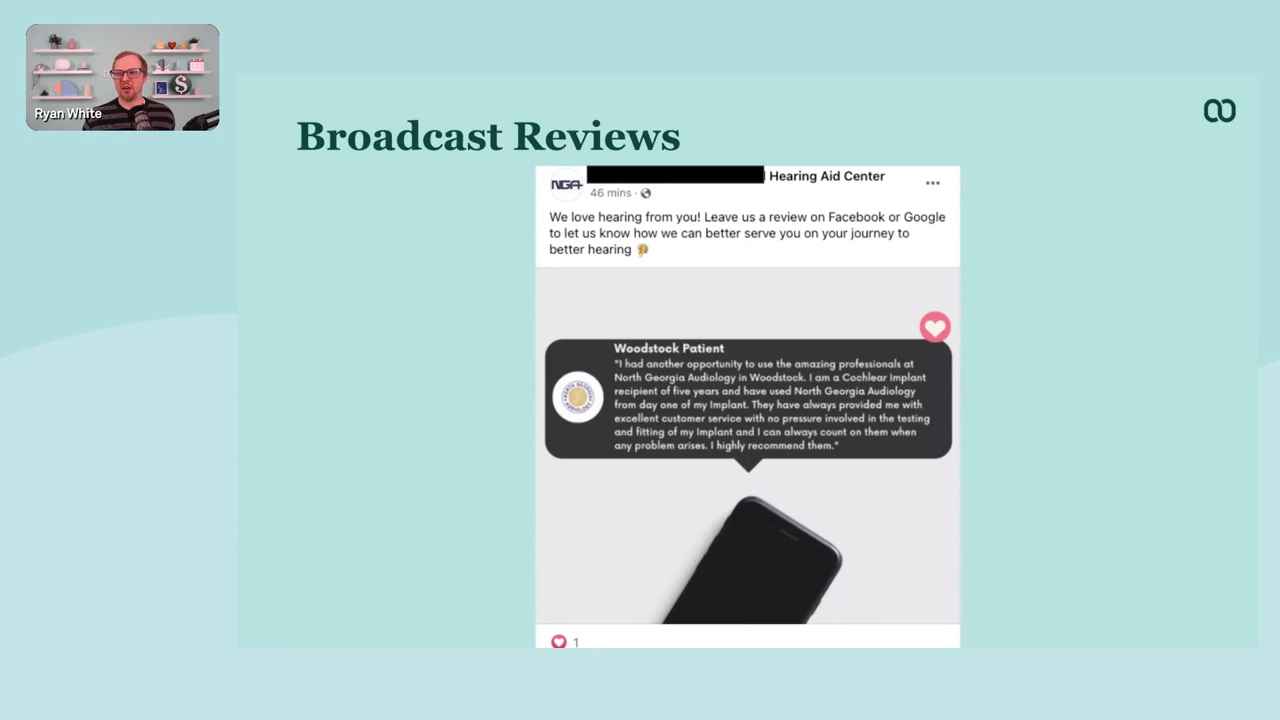 Ryan White
Broadcast Reviews
NGA
Hearing Aid Center
46 mins ·
We love hearing from you! Leave us a review on Facebook or Google
to let us know how we can better serve you on your journey to
better hearing
Woodstock Patient
"I had another opportunity to use the amazing professionals at
North Georgia Audiology in Woodstock. I am a Cochlear Implant
recipient of five years and have used North Georgia Audiology
from day one of my Implant. They have always provided me with
excellent customer service with no pressure involved in the testing
and fitting of my Implant and I can always count on them when
any problem arises. I highly recommend them."
NORTH GEORGIA
AUDIOLOGY
1